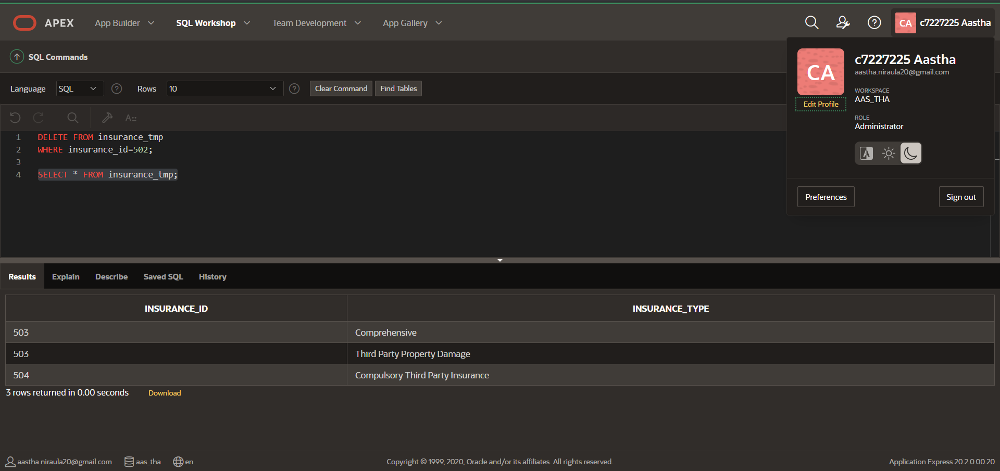 APEX App Builder SQL Workshop Team Development App Gallery CA c7227225 Aastha
SQL Commands
CA c7227225 Aastha
aastha.niraula20@gmail.com
WORKSPACE
AAS_THA
Edit Profile
ROLE
Administrator
Preferences Sign out
Language SQL Rows 10 Clear Command Find Tables
1 DELETE FROM insurance_tmp
2 WHERE insurance_id=502;
3
4 SELECT * FROM insurance_tmp;
Results Explain Describe Saved SQL History
INSURANCE_ID INSURANCE_TYPE
503 Comprehensive
503 Third Party Property Damage
504 Compulsory Third Party Insurance
3 rows returned in 0.00 seconds Download
aastha.niraula20@gmail.com aas_tha en Copyright © 1999, 2020, Oracle and/or its affiliates. All rights reserved. Application Express 20.2.0.00.20